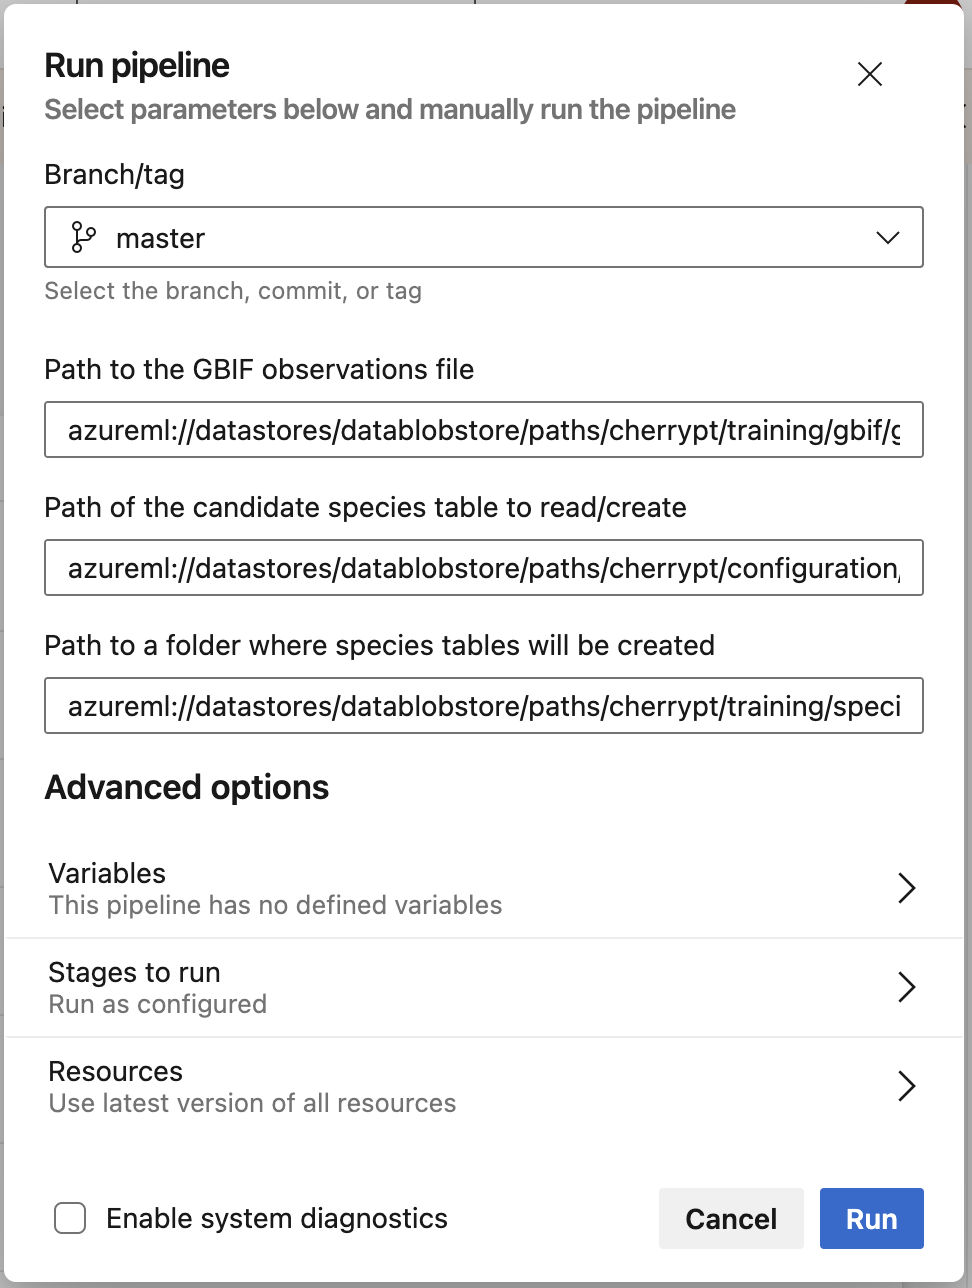 Run pipeline
Select parameters below and manually run the pipeline
Branch/tag
master
Select the branch, commit, or tag
Path to the GBIF observations file
azureml://datastores/datablobstore/paths/cherrypt/training/gbif/g
Path of the candidate species table to read/create
azureml://datastores/datablobstore/paths/cherrypt/configuration/
Path to a folder where species tables will be created
azureml://datastores/datablobstore/paths/cherrypt/training/speci
Advanced options
Variables
This pipeline has no defined variables
Stages to run
Run as configured
Resources
Use latest version of all resources
Enable system diagnostics
Cancel
Run